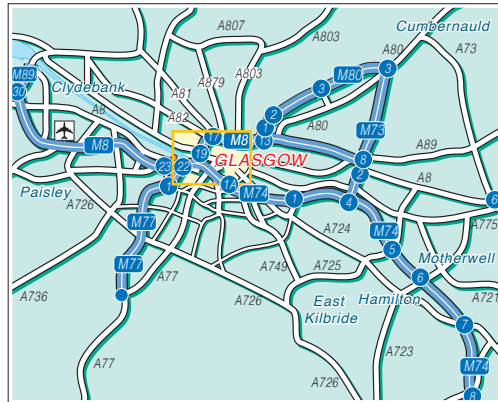 A807
A803
Cumbernauld
A80
A73
M898
30
Clydebank
A81
A879
A803
M80
3
3
A8
A82
2
1
A80
M73
17
M8
13
M8
19
GLASGOW
8
A89
23
22
2
A8
Paisley
1
1A
M74
1
4
6
A726
A724
M74
A775
M77
5
M77
A77
A749
A725
Motherwell
6
A736
A726
East
Kilbride
Hamilton
A721
7
A77
A723
M74
A726
8